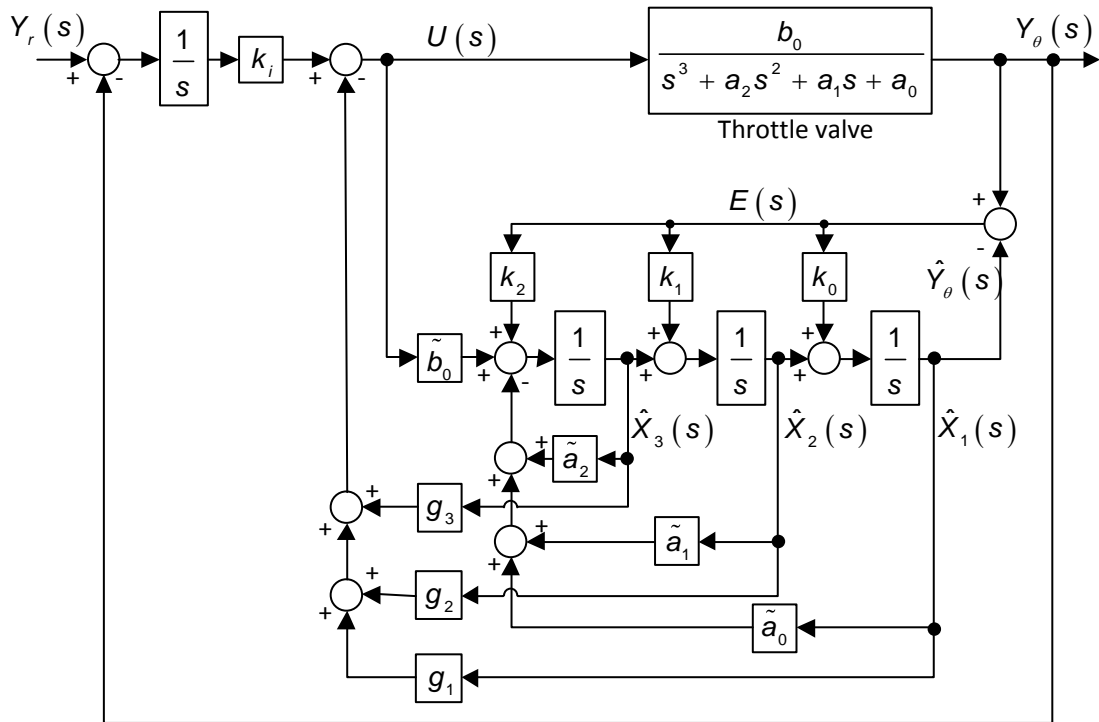 Y_r(s)
1/s
k_i
U(s)
b_0 / (s^3 + a_2 s^2 + a_1 s + a_0)
Y_θ(s)
+
-
+
-
Throttle valve
E(s)
+
-
k_2
k_1
k_0
Ŷ_θ(s)
+
+
+
b̃_0
+
-
1/s
+
1/s
+
1/s
X̂_3(s)
X̂_2(s)
X̂_1(s)
+
ã_2
+
+
g_3
+
+
ã_1
+
+
g_2
+
ã_0
g_1